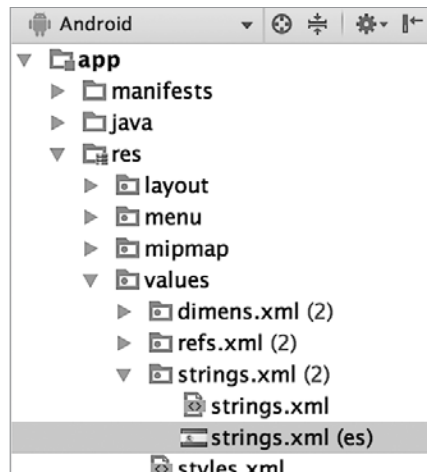 Android
app
manifests
java
res
layout
menu
mipmap
values
dimens.xml (2)
refs.xml (2)
strings.xml (2)
strings.xml
strings.xml (es)
styles.xml